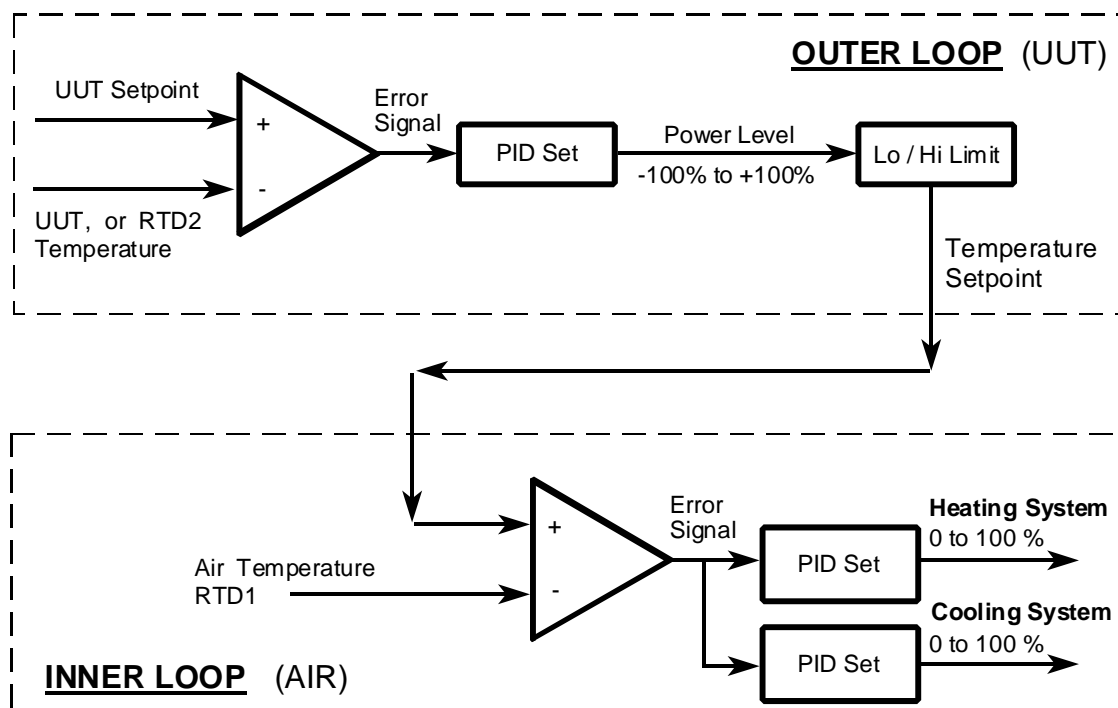 OUTER LOOP (UUT)
UUT Setpoint
+
-
UUT, or RTD2
Temperature
Error
Signal
PID Set
Power Level
-100% to +100%
Lo / Hi Limit
Temperature
Setpoint
+
-
Air Temperature
RTD1
Error
Signal
PID Set
Heating System
0 to 100 %
PID Set
Cooling System
0 to 100 %
INNER LOOP (AIR)